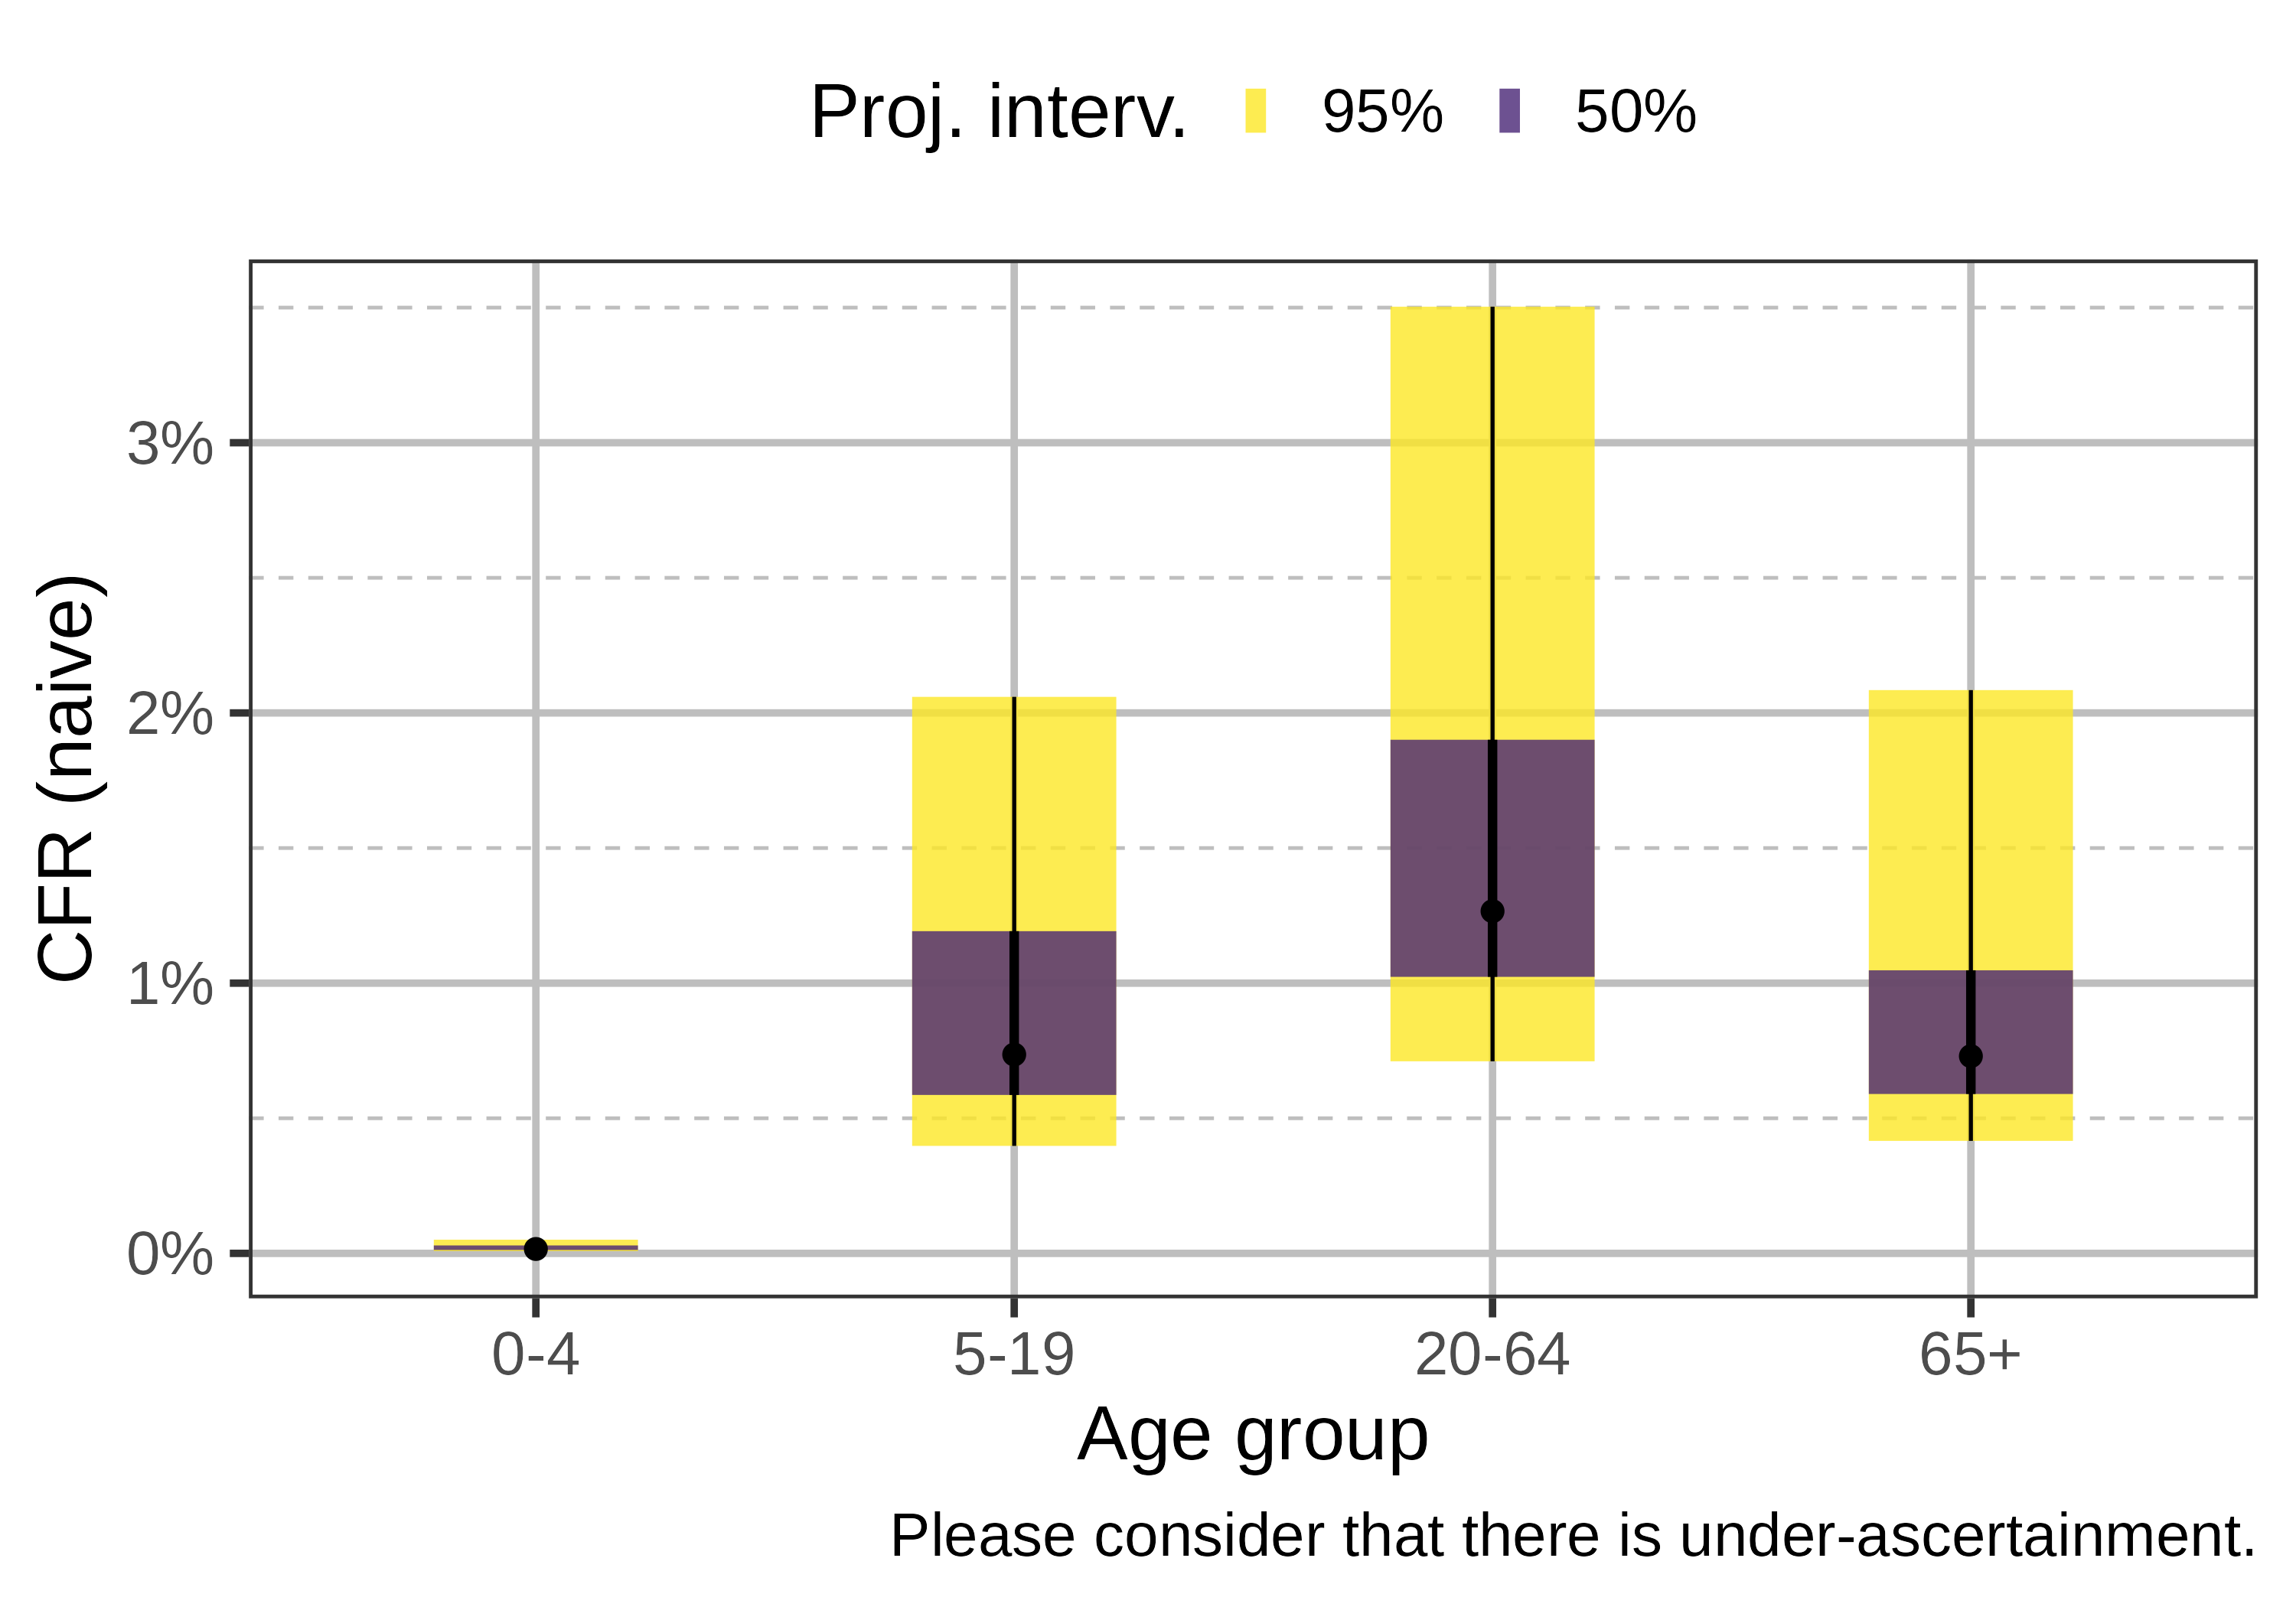 Proj. interv. 95% 50%
CFR (naive)
3%
2%
1%
0%
0-4 5-19 20-64 65+
Age group
Please consider that there is under-ascertainment.